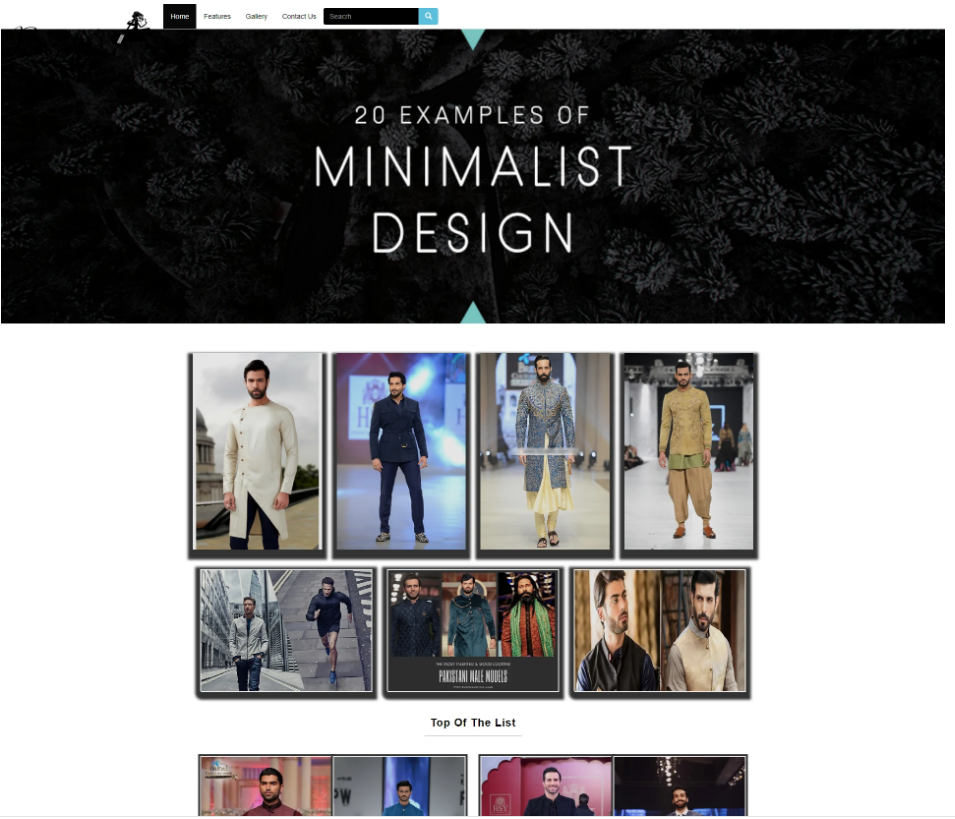 Home Features Gallery Contact Us Search
20 EXAMPLES OF
MINIMALIST
DESIGN
PAKISTANI MALE MODELS
Top Of The List